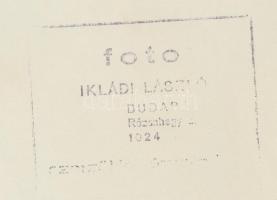 foto
IKLÁDI LÁSZLÓ
BUDAP
Rózsahegy
1024